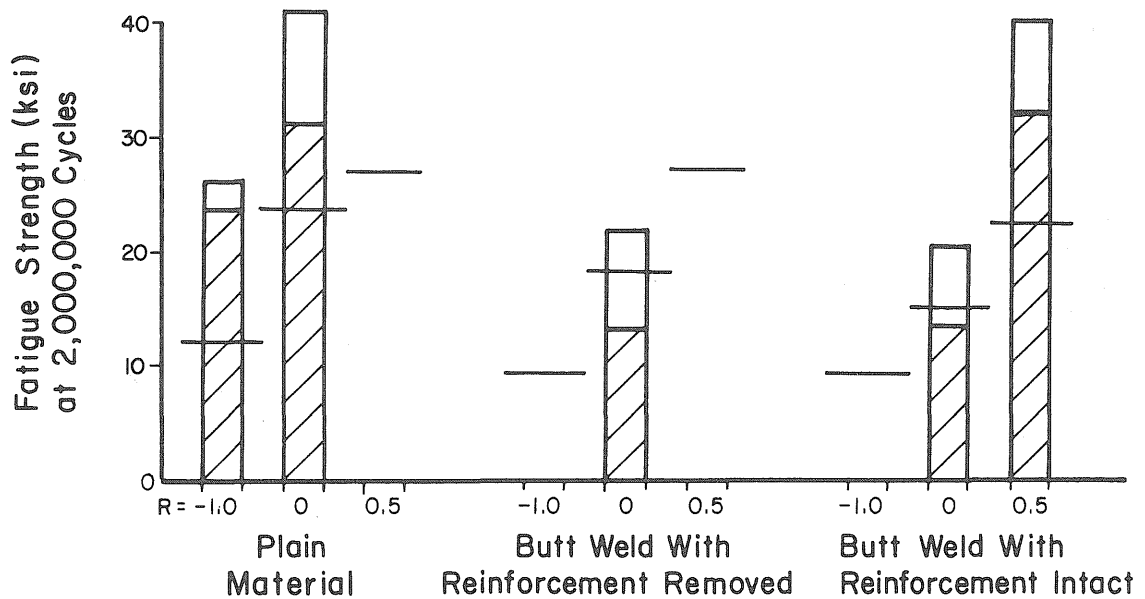 Fatigue Strength (ksi)
at 2,000,000 Cycles
40
30
20
10
0
R = -1.0 0 0.5 -1.0 0 0.5 -1.0 0 0.5
Plain
Material
Butt Weld With
Reinforcement Removed
Butt Weld With
Reinforcement Intact